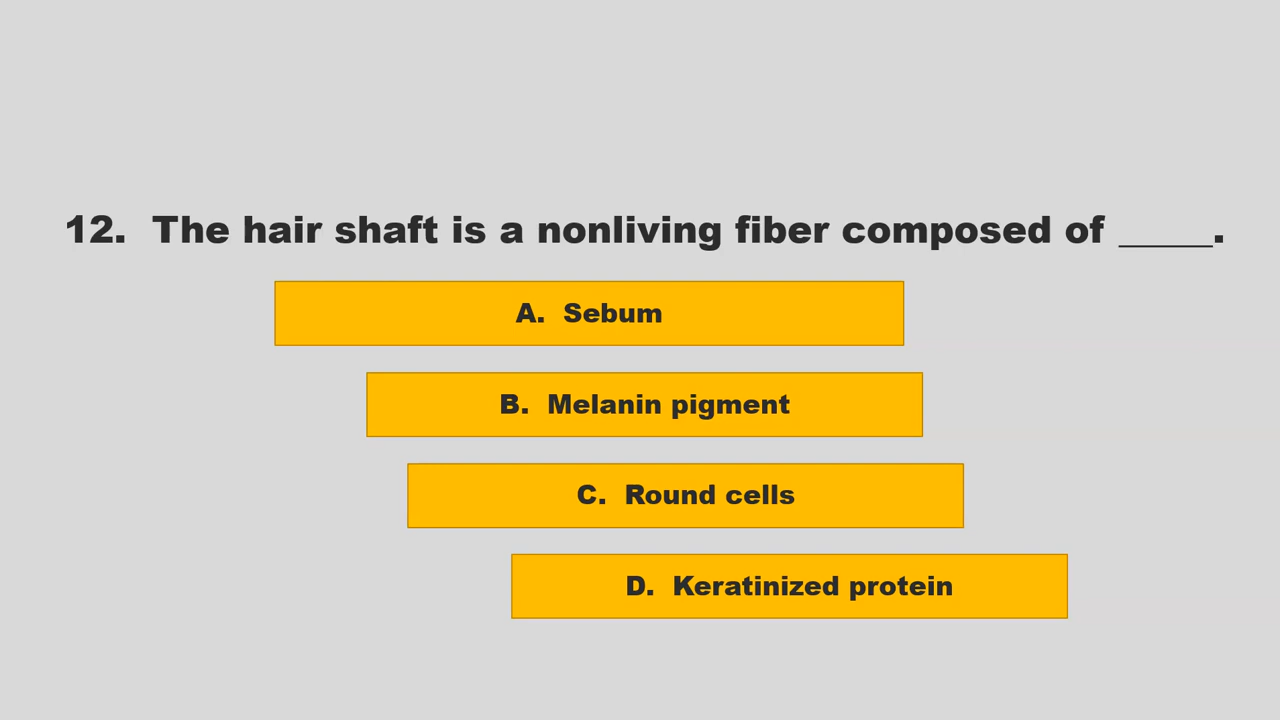 12. The hair shaft is a nonliving fiber composed of _____.
A. Sebum
B. Melanin pigment
C. Round cells
D. Keratinized protein